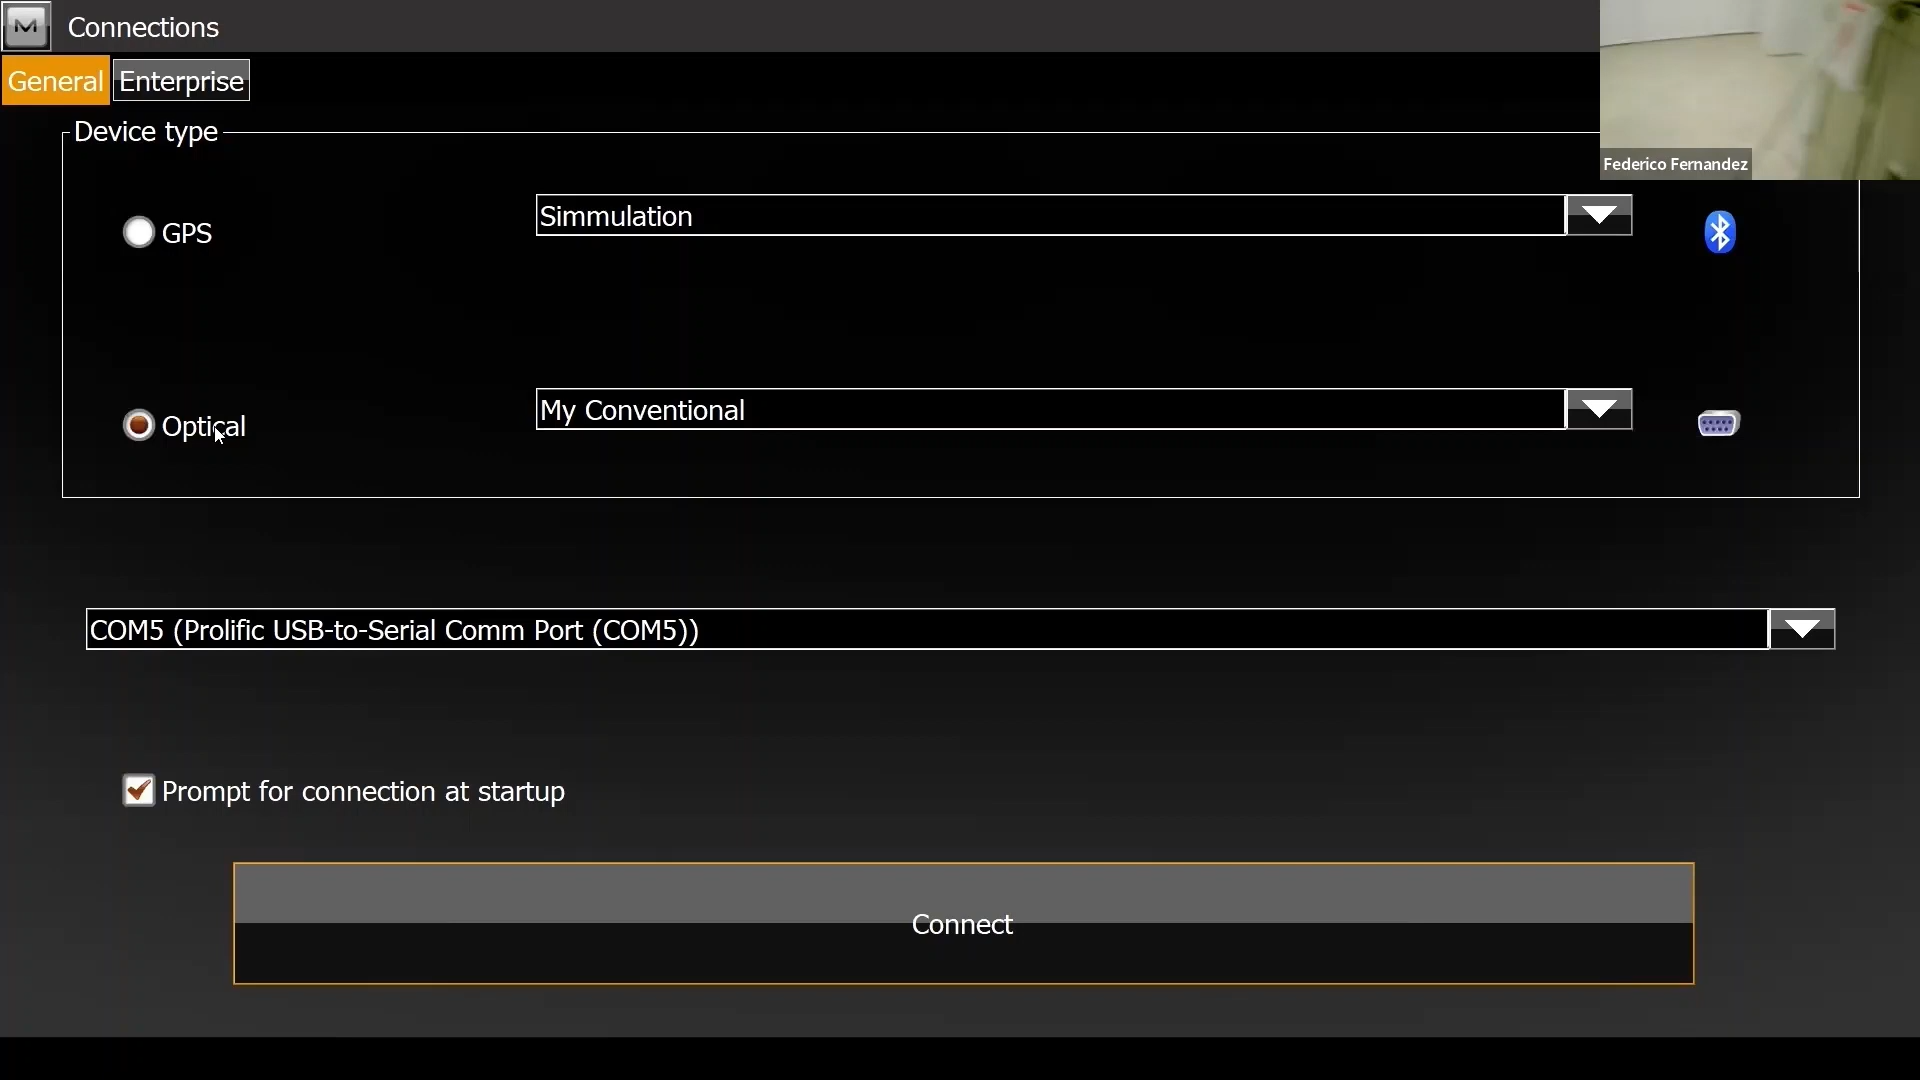 Connections
General
Enterprise
Device type
Federico Fernandez
GPS
Simmulation
Optical
My Conventional
COM5 (Prolific USB-to-Serial Comm Port (COM5))
Prompt for connection at startup
Connect